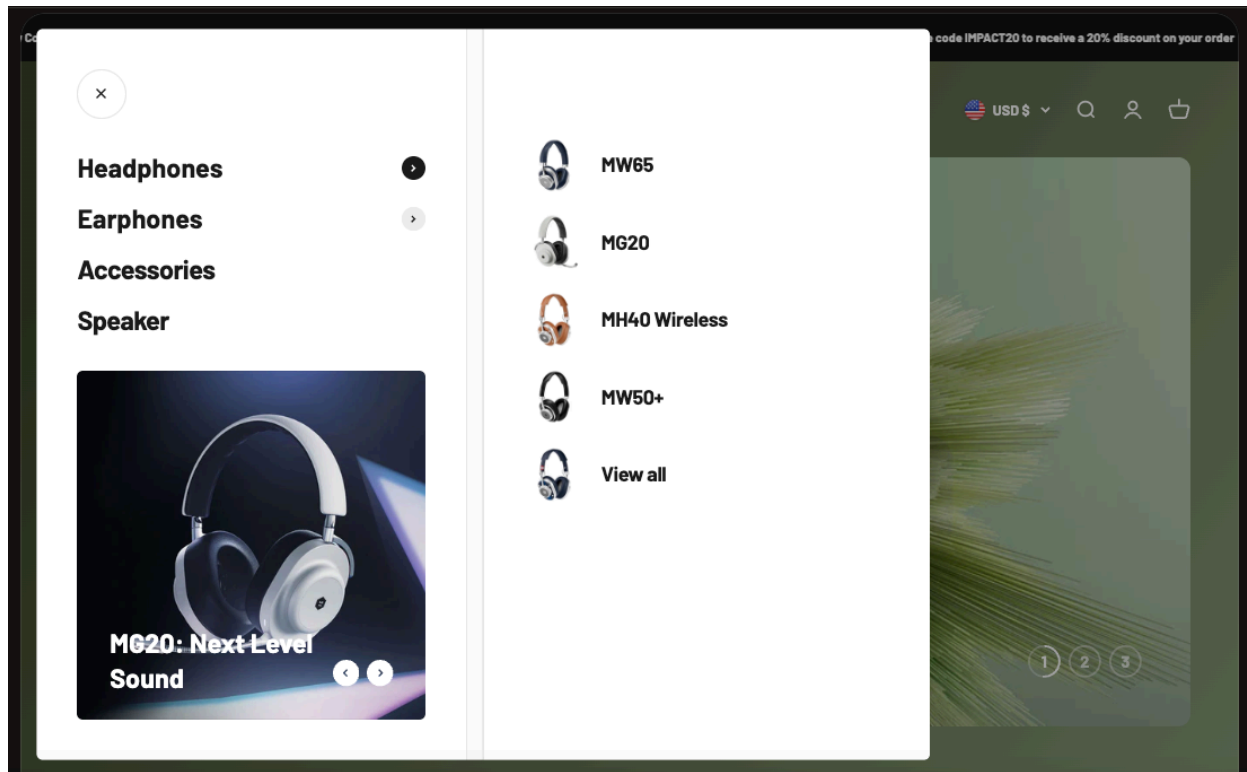 code IMPACT20 to receive a 20% discount on your order
USD $
Headphones
Earphones
Accessories
Speaker
MG20: Next Level
Sound
MW65
MG20
MH40 Wireless
MW50+
View all
1 2 3